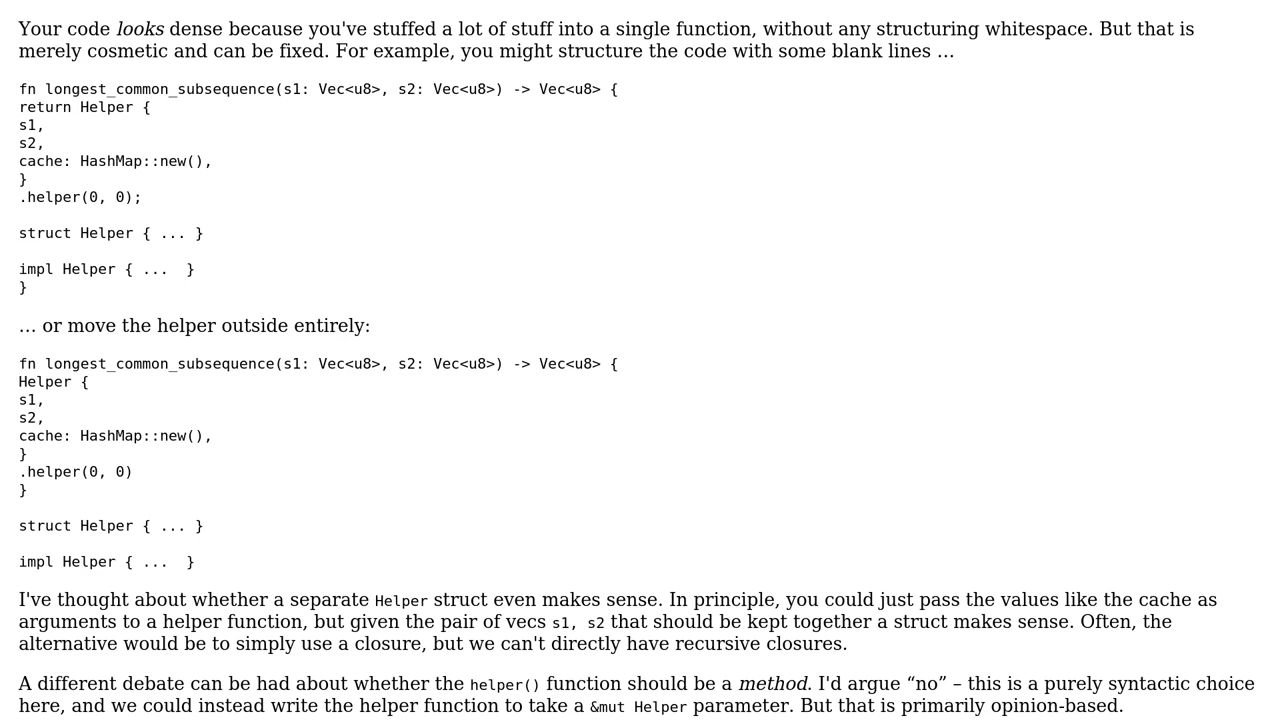 Your code looks dense because you've stuffed a lot of stuff into a single function, without any structuring whitespace. But that is
merely cosmetic and can be fixed. For example, you might structure the code with some blank lines …
fn longest_common_subsequence(s1: Vec<u8>, s2: Vec<u8>) -> Vec<u8> {
return Helper {
s1,
s2,
cache: HashMap::new(),
}
.helper(0, 0);
struct Helper { ... }
impl Helper { ...  }
}
… or move the helper outside entirely:
fn longest_common_subsequence(s1: Vec<u8>, s2: Vec<u8>) -> Vec<u8> {
Helper {
s1,
s2,
cache: HashMap::new(),
}
.helper(0, 0)
}
struct Helper { ... }
impl Helper { ...  }
I've thought about whether a separate Helper struct even makes sense. In principle, you could just pass the values like the cache as
arguments to a helper function, but given the pair of vecs s1, s2 that should be kept together a struct makes sense. Often, the
alternative would be to simply use a closure, but we can't directly have recursive closures.
A different debate can be had about whether the helper() function should be a method. I'd argue “no” – this is a purely syntactic choice
here, and we could instead write the helper function to take a &mut Helper parameter. But that is primarily opinion-based.